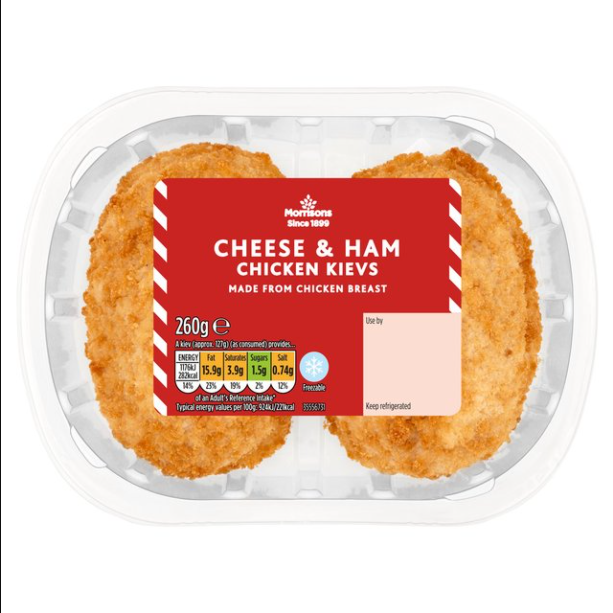 Morrisons
Since 1899
CHEESE & HAM
CHICKEN KIEVS
MADE FROM CHICKEN BREAST
260g ℮
Use by
A kiev (approx. 127g) (as consumed) provides...
ENERGY Fat Saturates Sugars Salt
1176kJ
282kcal 15.9g 3.9g 1.5g 0.74g
14% 23% 19% 2% 12%
Freezable
of an Adult's Reference Intake*
Typical energy values per 100g: 924kJ/221kcal
35556731
Keep refrigerated